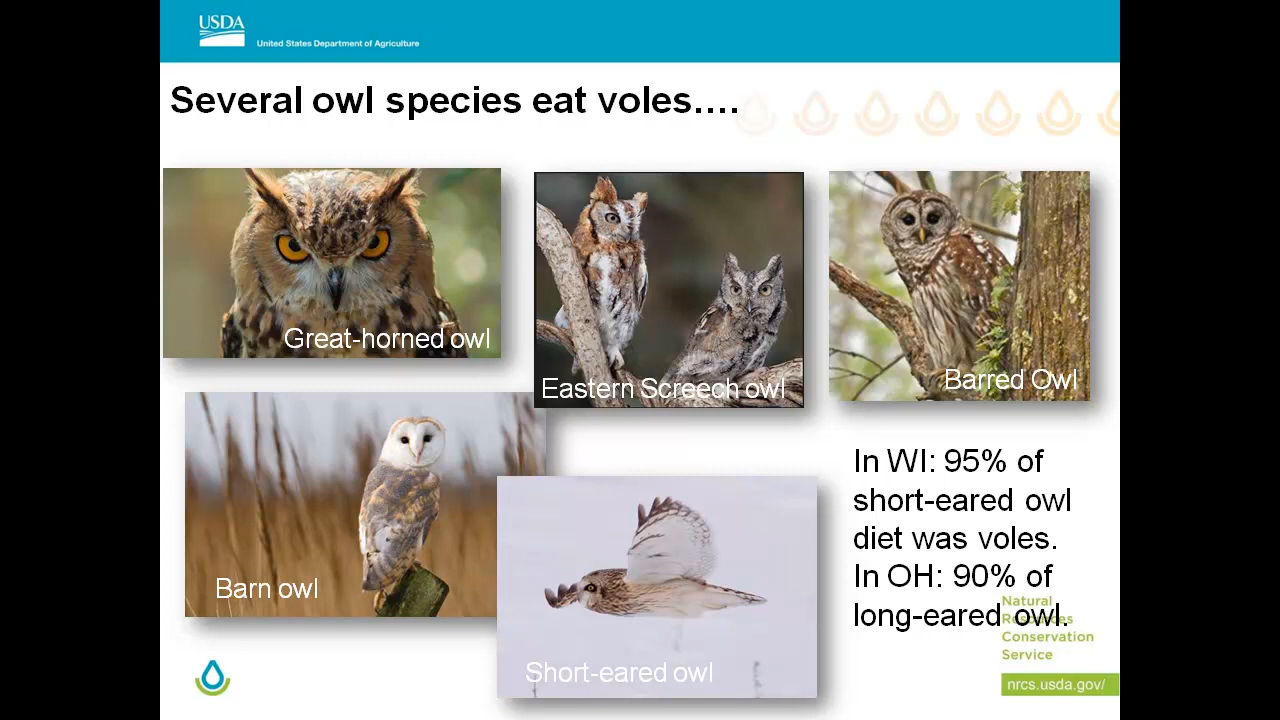 USDA
United States Department of Agriculture
Several owl species eat voles....
Great-horned owl
Eastern Screech owl
Barred Owl
Barn owl
Short-eared owl
In WI: 95% of
short-eared owl
diet was voles.
In OH: 90% of
long-eared owl.
Natural
Resources
Conservation
Service
nrcs.usda.gov/